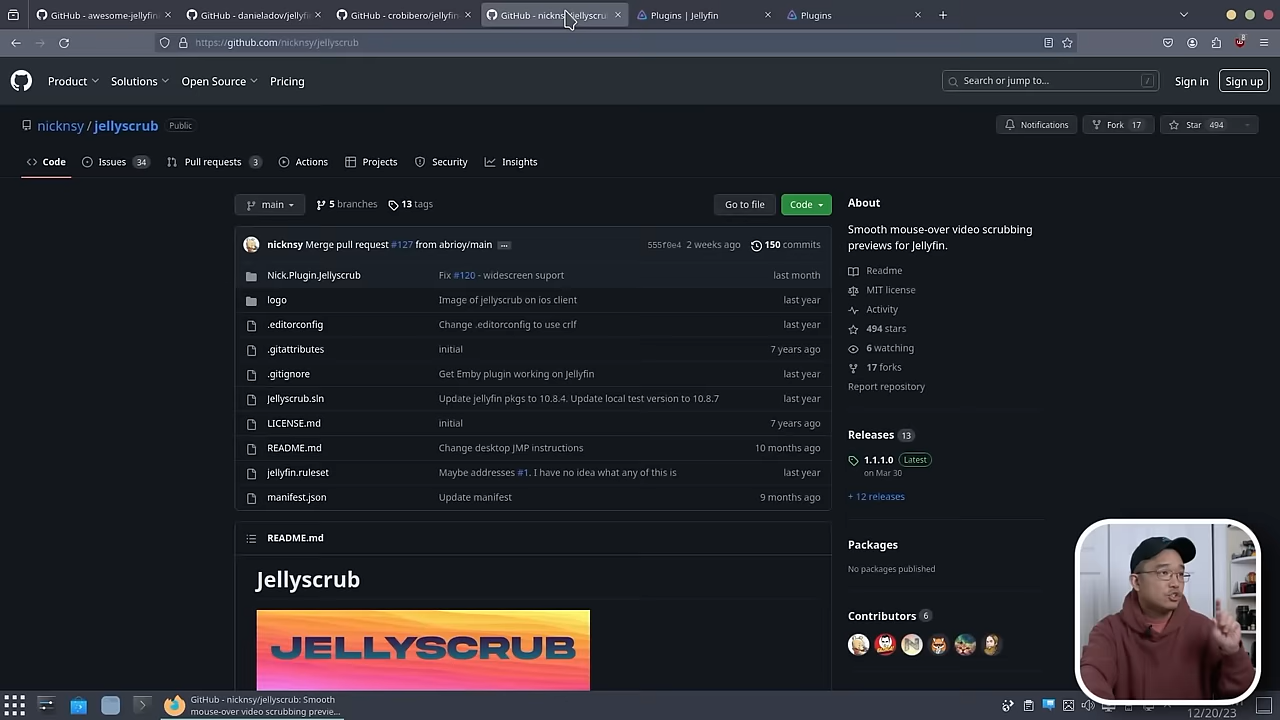 GitHub - awesome-jellyfin
GitHub - danieladov/jellyf
GitHub - crobibero/jellyfin
GitHub - nicknsy/jellyscrub
Plugins | Jellyfin
Plugins
https://github.com/nicknsy/jellyscrub
Product
Solutions
Open Source
Pricing
Search or jump to...
/
Sign in
Sign up
nicknsy / jellyscrub
Public
Notifications
Fork 17
Star 494
Code
Issues 34
Pull requests 3
Actions
Projects
Security
Insights
main
5 branches
13 tags
Go to file
Code
nicknsy Merge pull request #127 from abrioy/main
555f0e4 2 weeks ago
150 commits
Nick.Plugin.Jellyscrub Fix #120 - widescreen suport last month
logo Image of jellyscrub on ios client last year
.editorconfig Change .editorconfig to use crlf last year
.gitattributes initial 7 years ago
.gitignore Get Emby plugin working on Jellyfin last year
Jellyscrub.sln Update jellyfin pkgs to 10.8.4. Update local test version to 10.8.7 last year
LICENSE.md initial 7 years ago
README.md Change desktop JMP instructions 10 months ago
jellyfin.ruleset Maybe addresses #1. I have no idea what any of this is last year
manifest.json Update manifest 9 months ago
README.md
Jellyscrub
JELLYSCRUB
About
Smooth mouse-over video scrubbing
previews for Jellyfin.
Readme
MIT license
Activity
494 stars
6 watching
17 forks
Report repository
Releases 13
1.1.1.0 Latest
on Mar 30
+ 12 releases
Packages
No packages published
Contributors 6
GitHub - nicknsy/jellyscrub: Smooth
mouse-over video scrubbing previe...
12/20/23